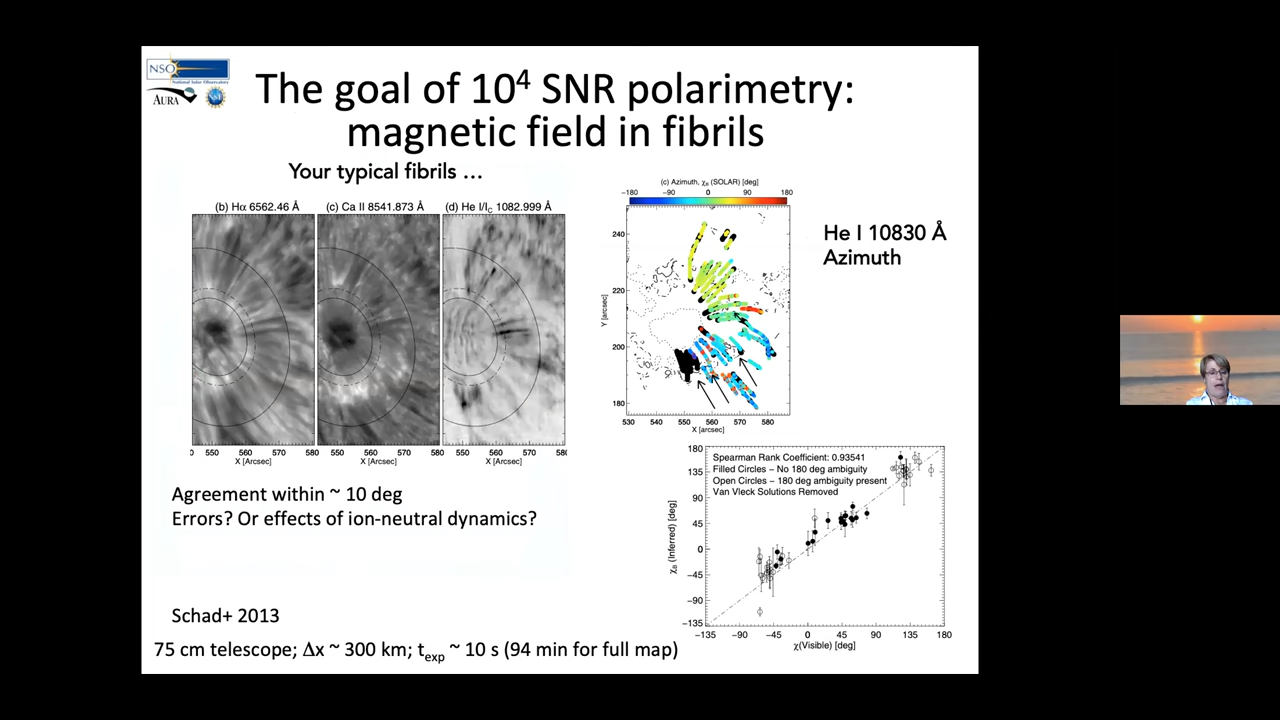 NSO
National Solar Observatory
AURA
The goal of 10⁴ SNR polarimetry:
magnetic field in fibrils
Your typical fibrils ...
(b) Hα 6562.46 Å (c) Ca II 8541.873 Å (d) He I/I_C 1082.999 Å
0 550 560 570 580 550 560 570 580 550 560 570 580
X [Arcsec] X [Arcsec] X [Arcsec]
(c) Azimuth, χ_B (SOLAR) [deg]
−180 −90 0 90 180
240
220
200
180
Y [arcsec]
530 540 550 560 570 580
X [arcsec]
He I 10830 Å
Azimuth
Agreement within ~ 10 deg
Errors? Or effects of ion-neutral dynamics?
Spearman Rank Coefficient: 0.93541
Filled Circles − No 180 deg ambiguity
Open Circles − 180 deg ambiguity present
Van Vleck Solutions Removed
180
135
90
45
0
−45
−90
−135
χ_B (Inferred) [deg]
−135 −90 −45 0 45 90 135 180
χ(Visible) [deg]
Schad+ 2013
75 cm telescope; Δx ~ 300 km; t_exp ~ 10 s (94 min for full map)